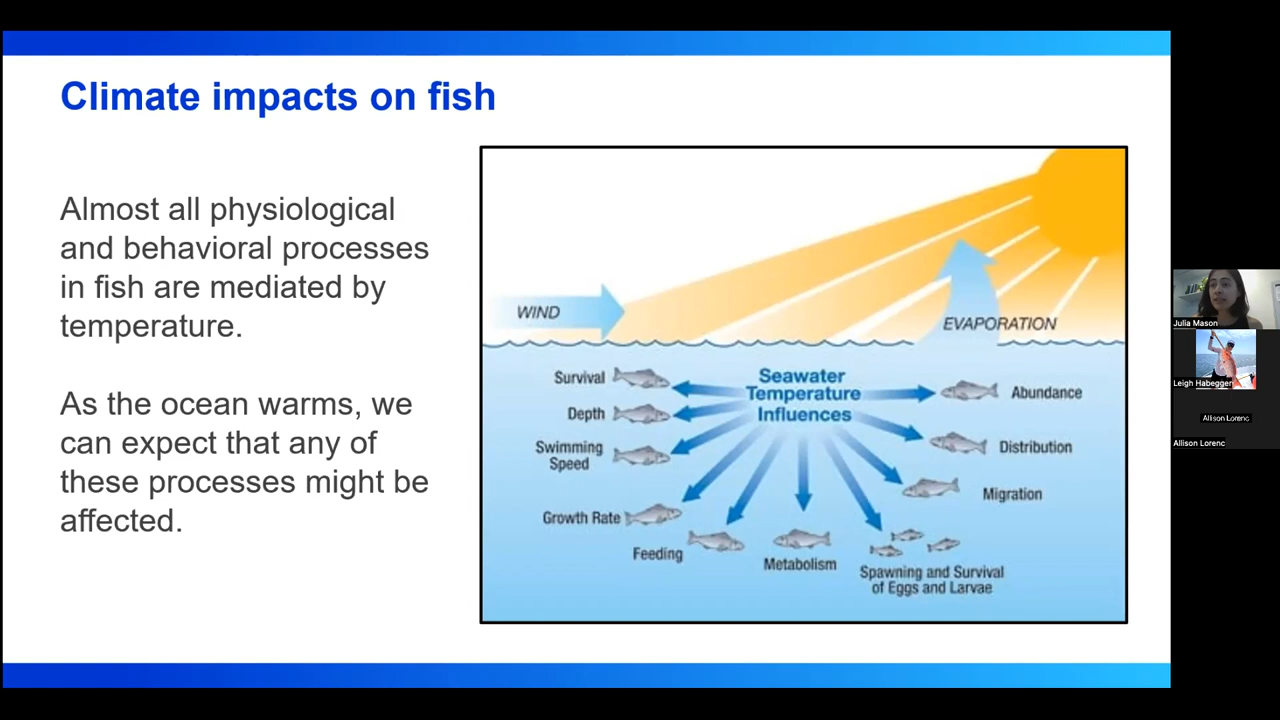 Climate impacts on fish
Almost all physiological
and behavioral processes
in fish are mediated by
temperature.
As the ocean warms, we
can expect that any of
these processes might be
affected.
WIND
EVAPORATION
Seawater
Temperature
Influences
Survival
Depth
Swimming
Speed
Growth Rate
Feeding
Metabolism
Spawning and Survival
of Eggs and Larvae
Migration
Distribution
Abundance
Julia Mason
Leigh Habegger
Allison Lorenc
Allison Lorenc